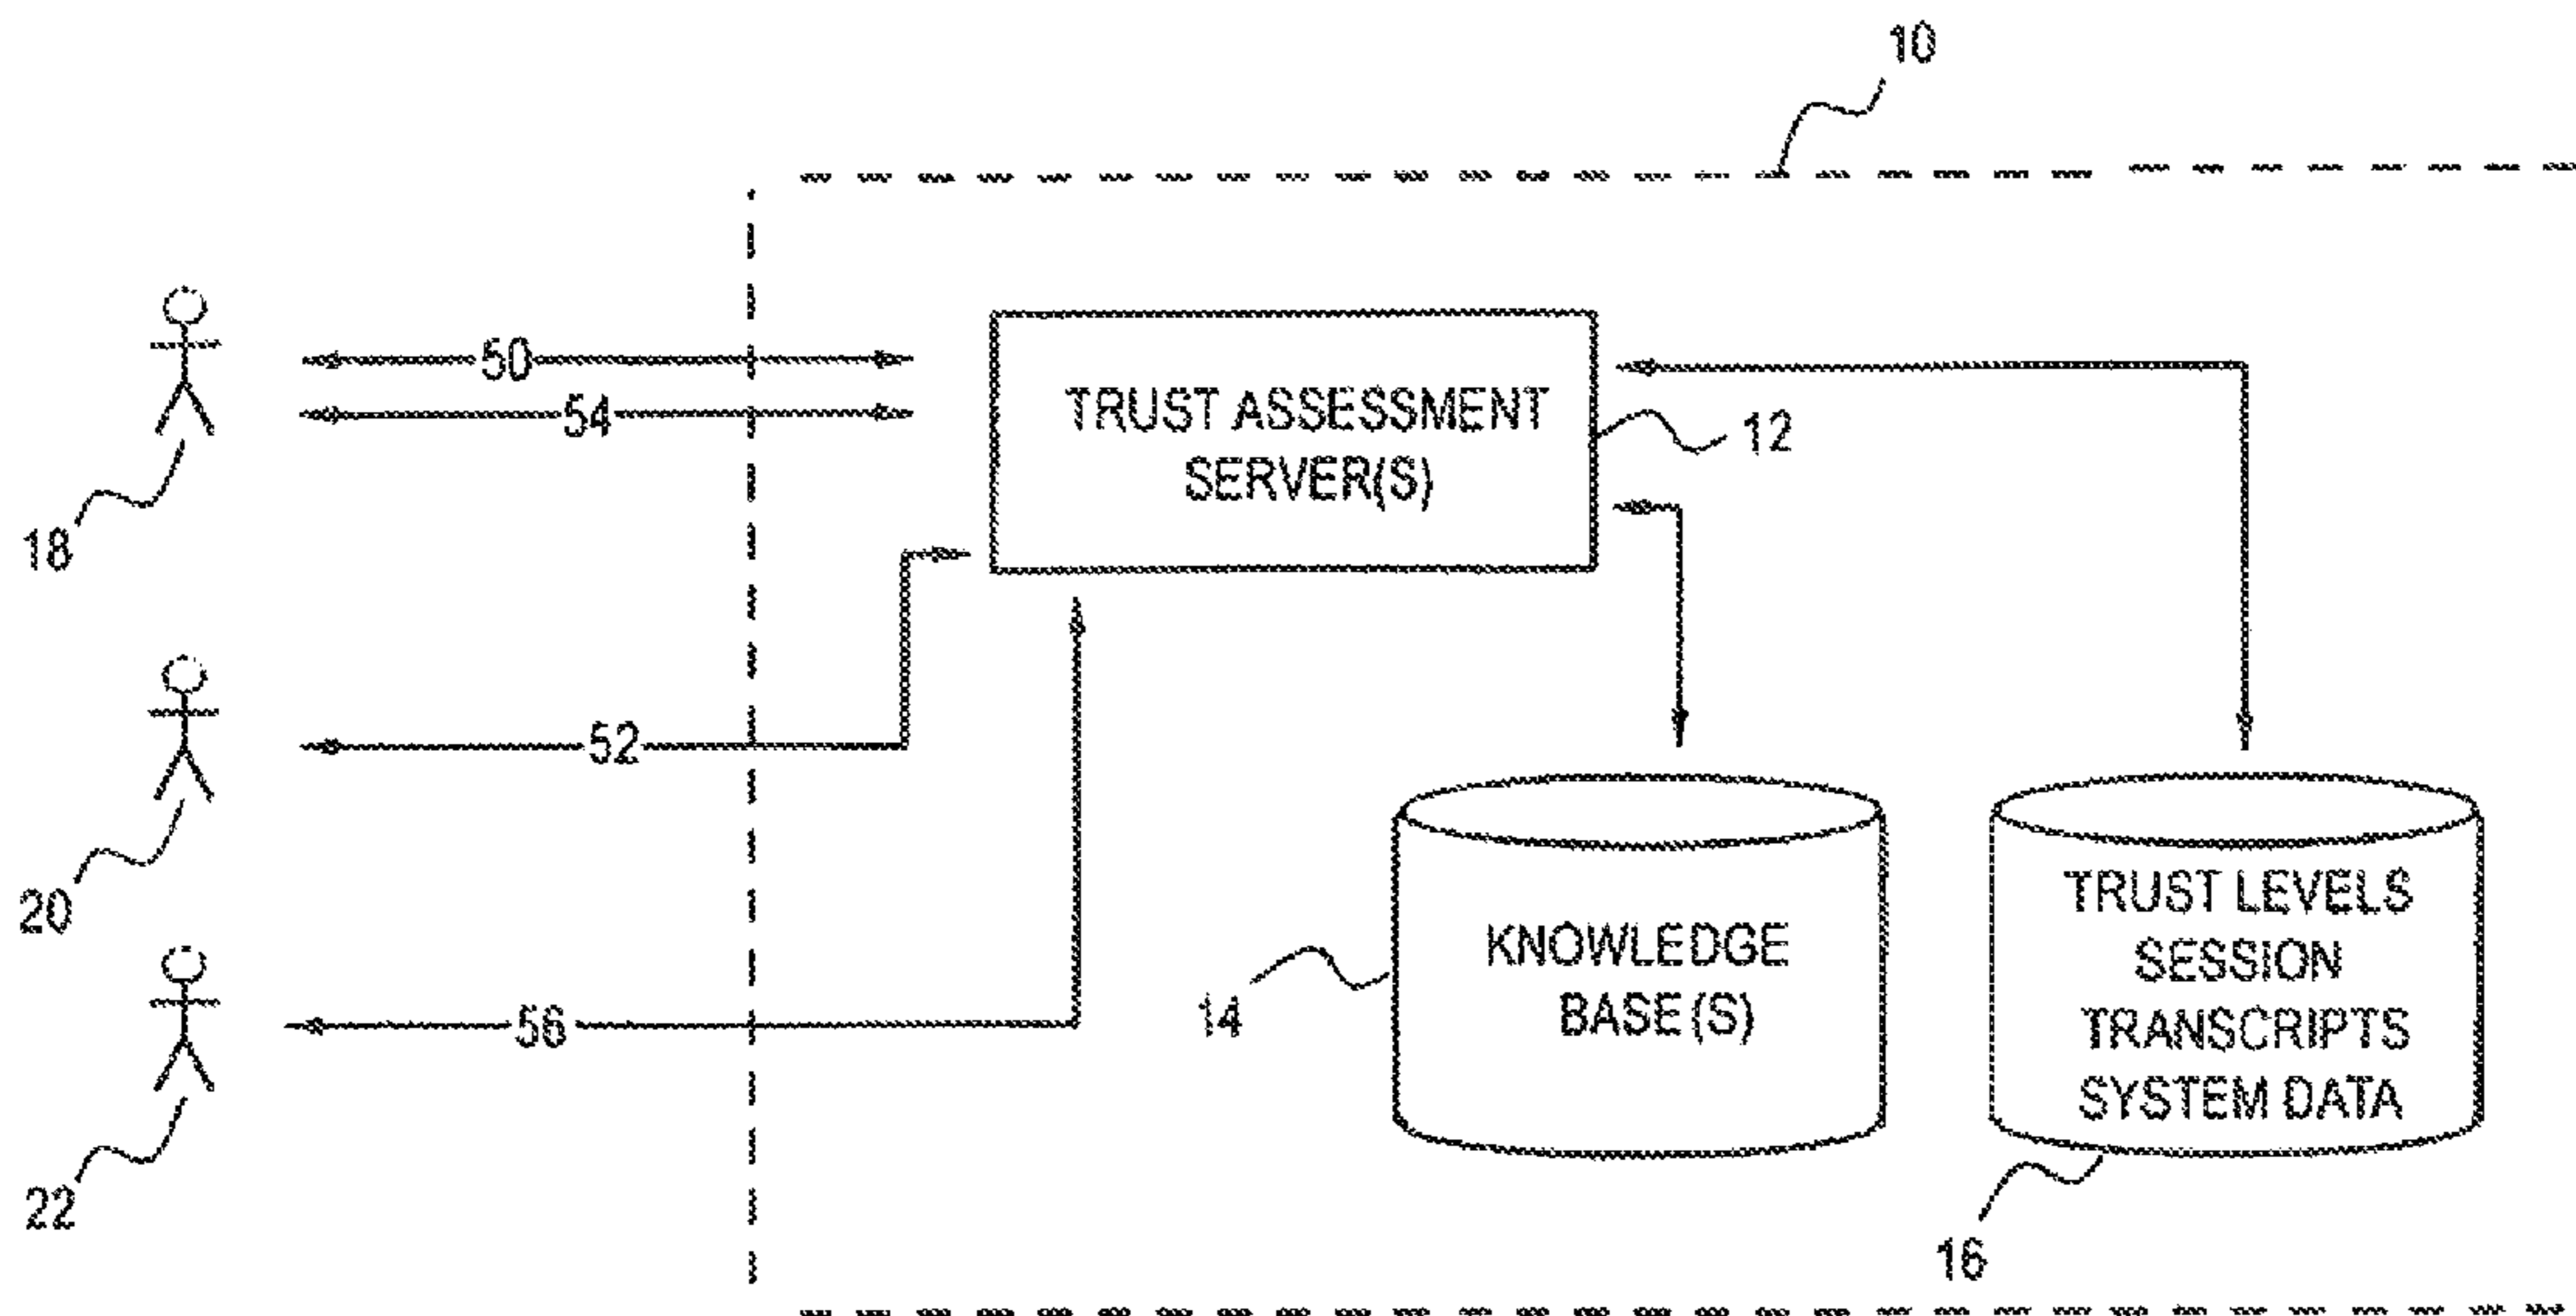 10
50
54
TRUST ASSESSMENT
SERVER(S)
12
18
52
20
56
22
KNOWLEDGE
BASE(S)
14
TRUST LEVELS
SESSION
TRANSCRIPTS
SYSTEM DATA
16